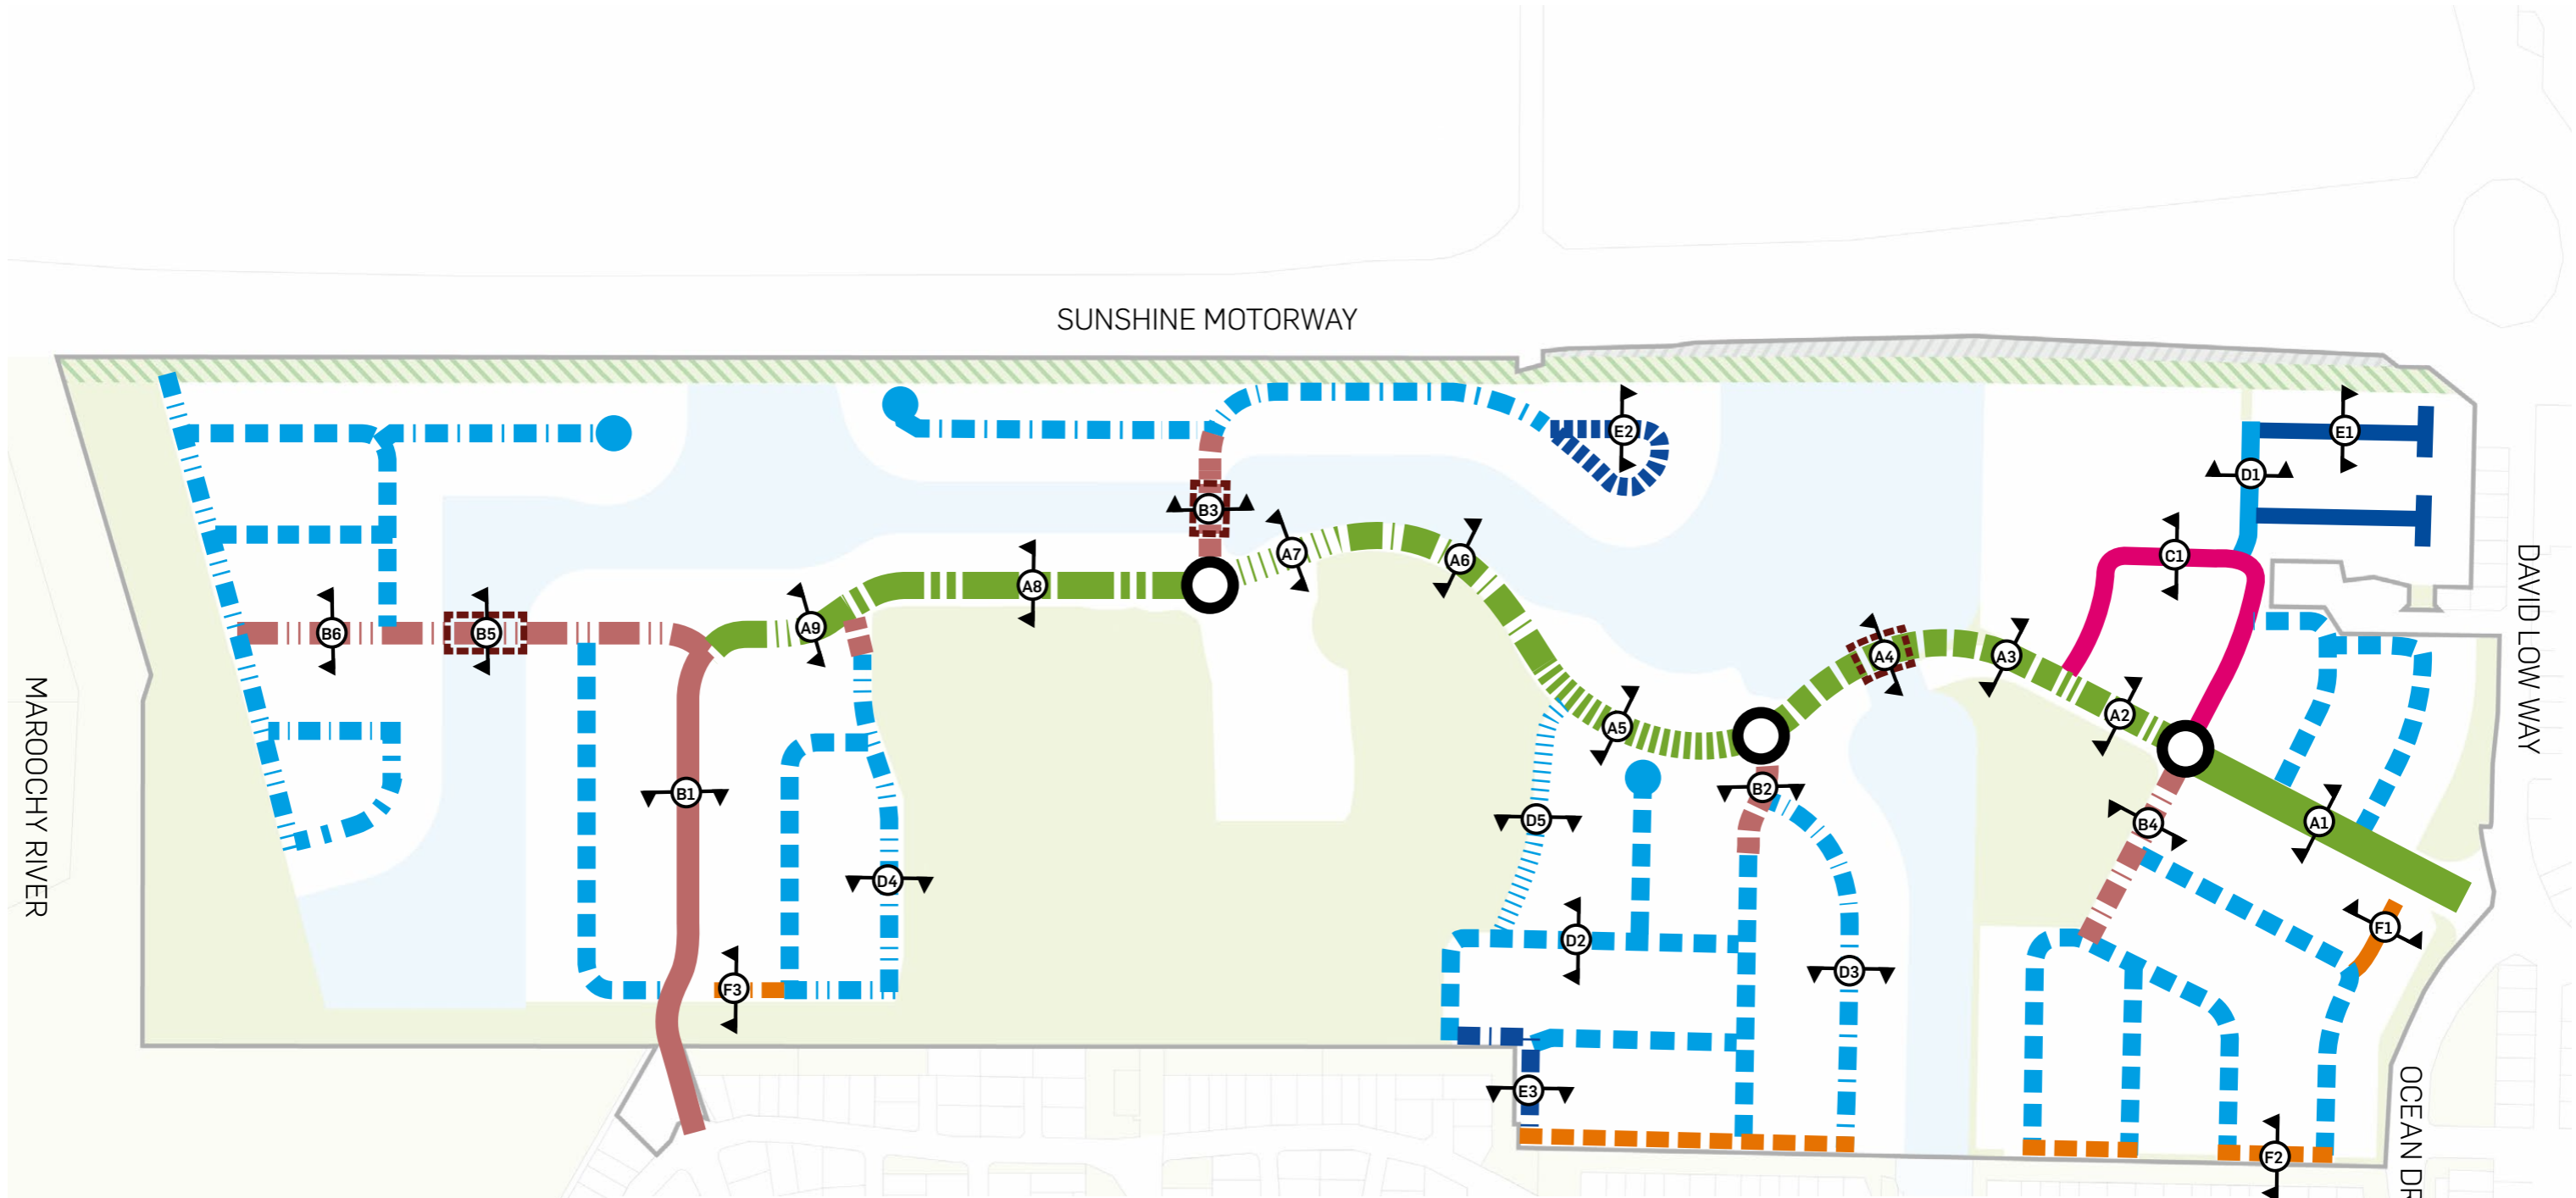 SUNSHINE MOTORWAY
E2
E1
D1
B3
A7
A6
C1
A8
A9
B6
B5
A4
A3
A2
A5
DAVID LOW WAY
MAROOCHY RIVER
B1
B2
D5
B4
A1
D4
D2
F1
D3
F3
E3
OCEAN DR
F2